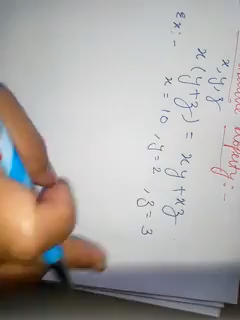 Property:-
x, y, z
x(y+z) = xy + xz
Ex:-
x = 10, y = 2, z = 3